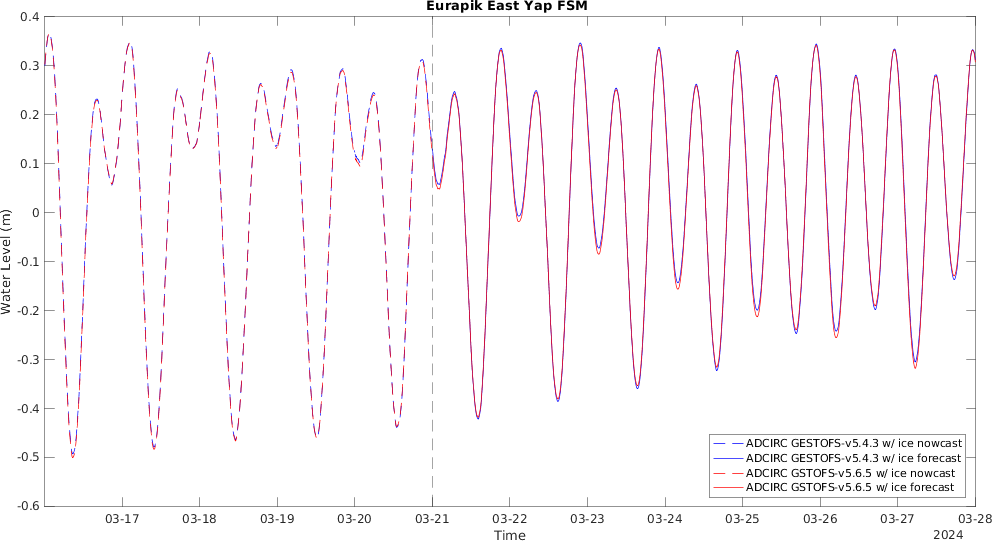 Eurapik East Yap FSM
0.4
0.3
0.2
0.1
0
-0.1
-0.2
-0.3
-0.4
-0.5
-0.6
Water Level (m)
ADCIRC GESTOFS-v5.4.3 w/ ice nowcast
ADCIRC GESTOFS-v5.4.3 w/ ice forecast
ADCIRC GSTOFS-v5.6.5 w/ ice nowcast
ADCIRC GSTOFS-v5.6.5 w/ ice forecast
03-17 03-18 03-19 03-20 03-21 03-22 03-23 03-24 03-25 03-26 03-27 03-28
Time
2024